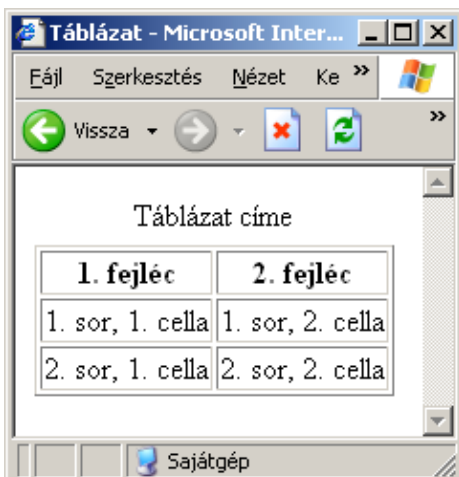 Táblázat - Microsoft Inter...
Fájl Szerkesztés Nézet Ke »
Vissza »
Táblázat címe
1. fejléc 2. fejléc
1. sor, 1. cella 1. sor, 2. cella
2. sor, 1. cella 2. sor, 2. cella
Sajátgép